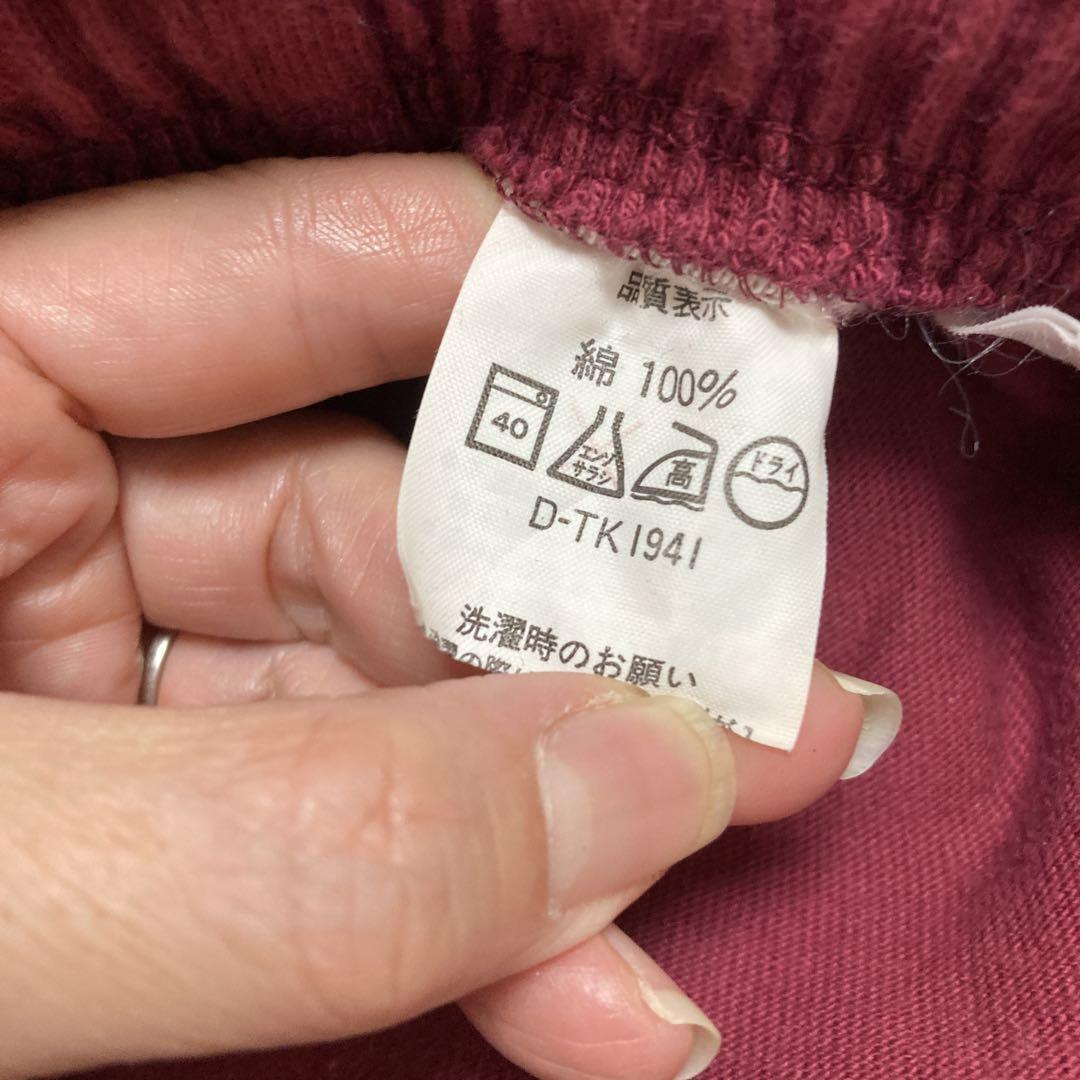 品質表示
綿 100%
40 エンソ サラシ 高 ドライ
D-TK1941
洗濯時のお願い